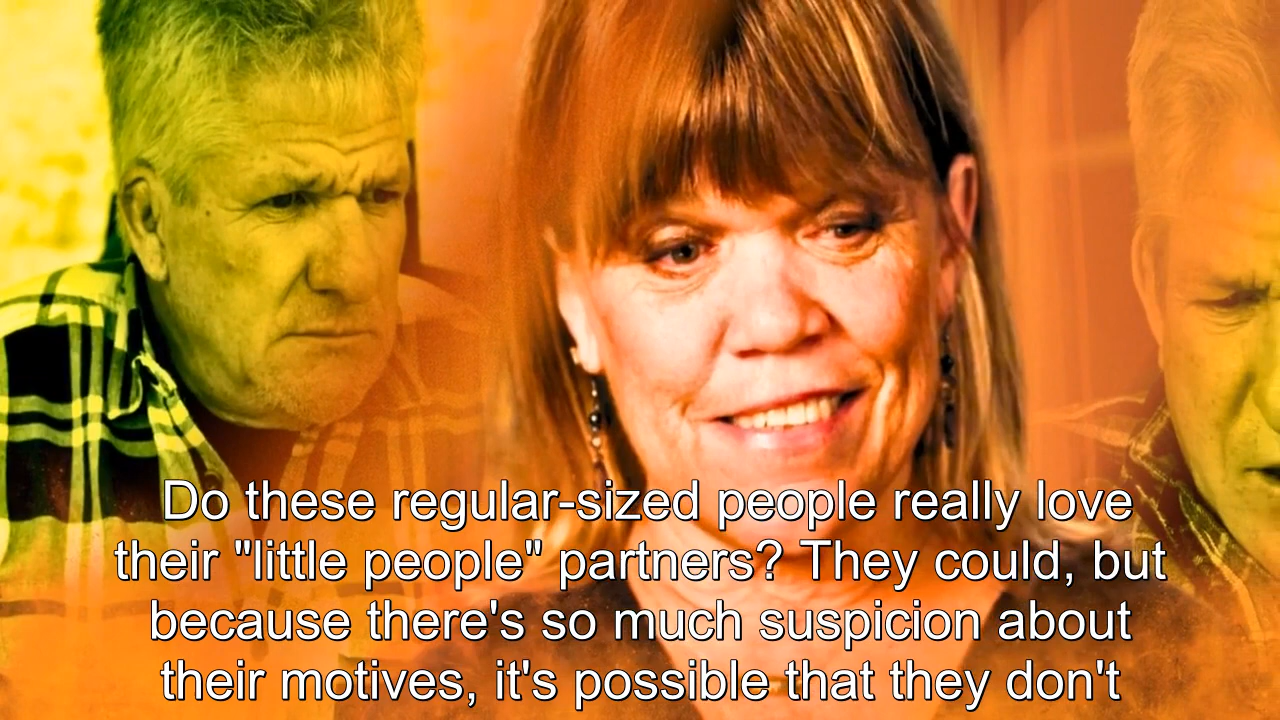 Do these regular-sized people really love
their "little people" partners? They could, but
because there's so much suspicion about
their motives, it's possible that they don't